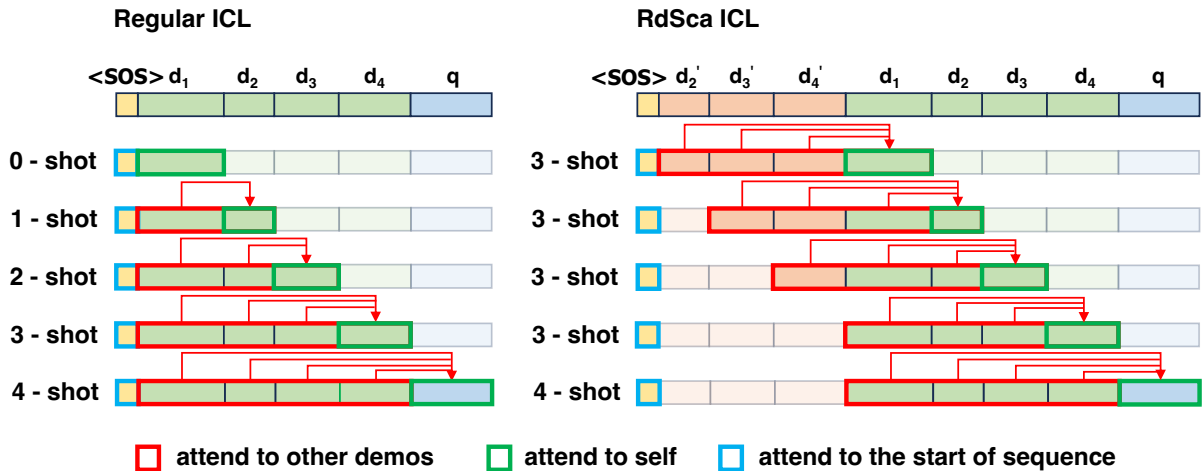 Regular ICL
RdSca ICL
<SOS> d₁ d₂ d₃ d₄ q
<SOS> d₂' d₃' d₄' d₁ d₂ d₃ d₄ q
0 - shot
3 - shot
1 - shot
3 - shot
2 - shot
3 - shot
3 - shot
3 - shot
4 - shot
4 - shot
attend to other demos
attend to self
attend to the start of sequence